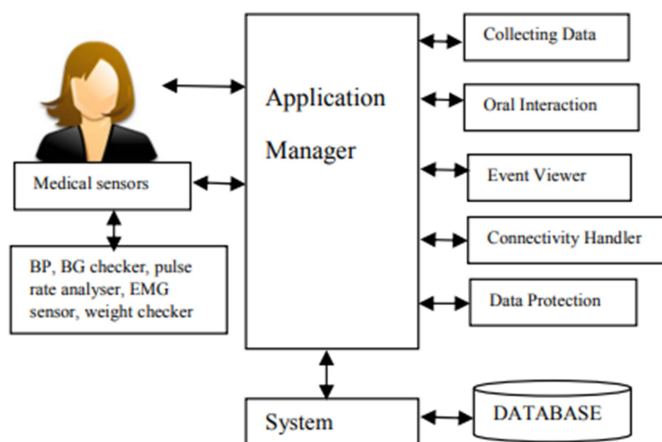 Application
Manager
Medical sensors
BP, BG checker, pulse
rate analyser, EMG
sensor, weight checker
Collecting Data
Oral Interaction
Event Viewer
Connectivity Handler
Data Protection
System
DATABASE